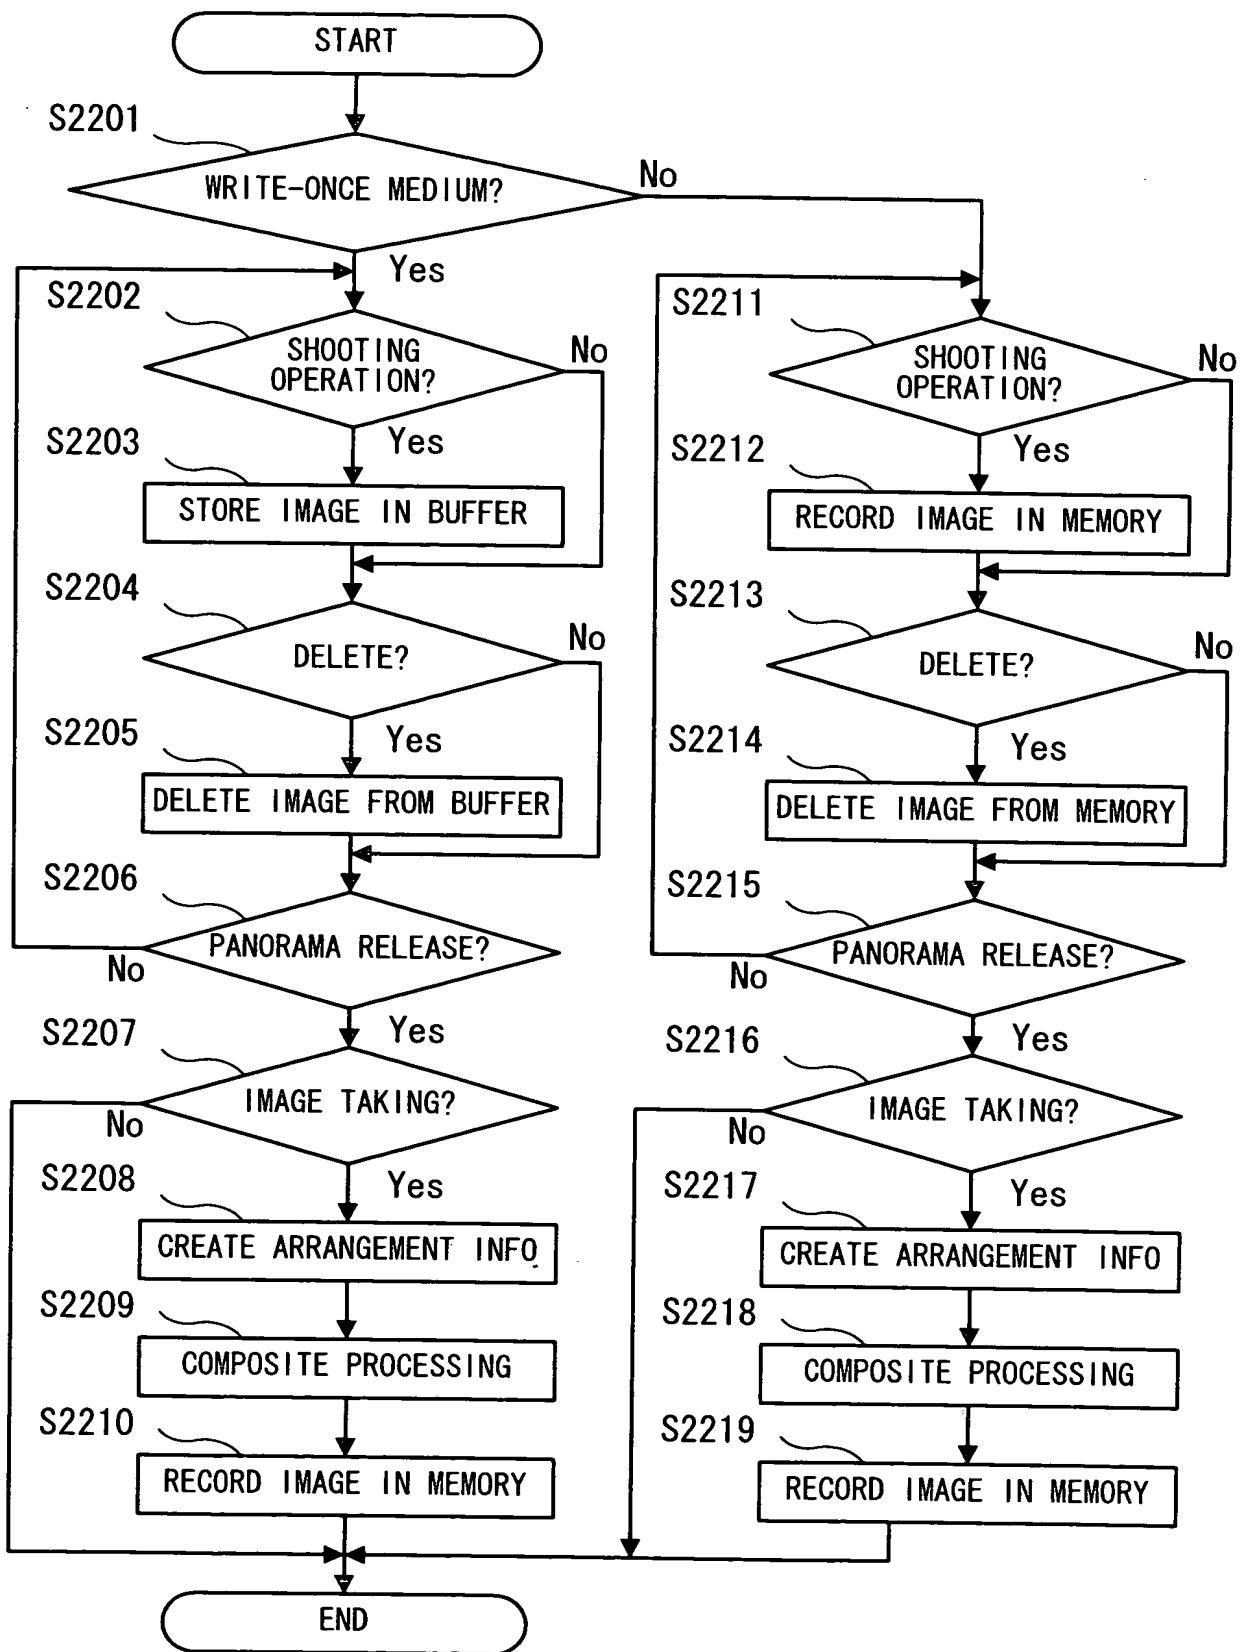 START
S2201
WRITE-ONCE MEDIUM?
No
Yes
S2202
SHOOTING
OPERATION?
No
Yes
S2203
STORE IMAGE IN BUFFER
S2204
DELETE?
No
Yes
S2205
DELETE IMAGE FROM BUFFER
S2206
PANORAMA RELEASE?
No
Yes
S2207
IMAGE TAKING?
No
Yes
S2208
CREATE ARRANGEMENT INFO
S2209
COMPOSITE PROCESSING
S2210
RECORD IMAGE IN MEMORY
S2211
SHOOTING
OPERATION?
No
Yes
S2212
RECORD IMAGE IN MEMORY
S2213
DELETE?
No
Yes
S2214
DELETE IMAGE FROM MEMORY
S2215
PANORAMA RELEASE?
No
Yes
S2216
IMAGE TAKING?
No
Yes
S2217
CREATE ARRANGEMENT INFO
S2218
COMPOSITE PROCESSING
S2219
RECORD IMAGE IN MEMORY
END